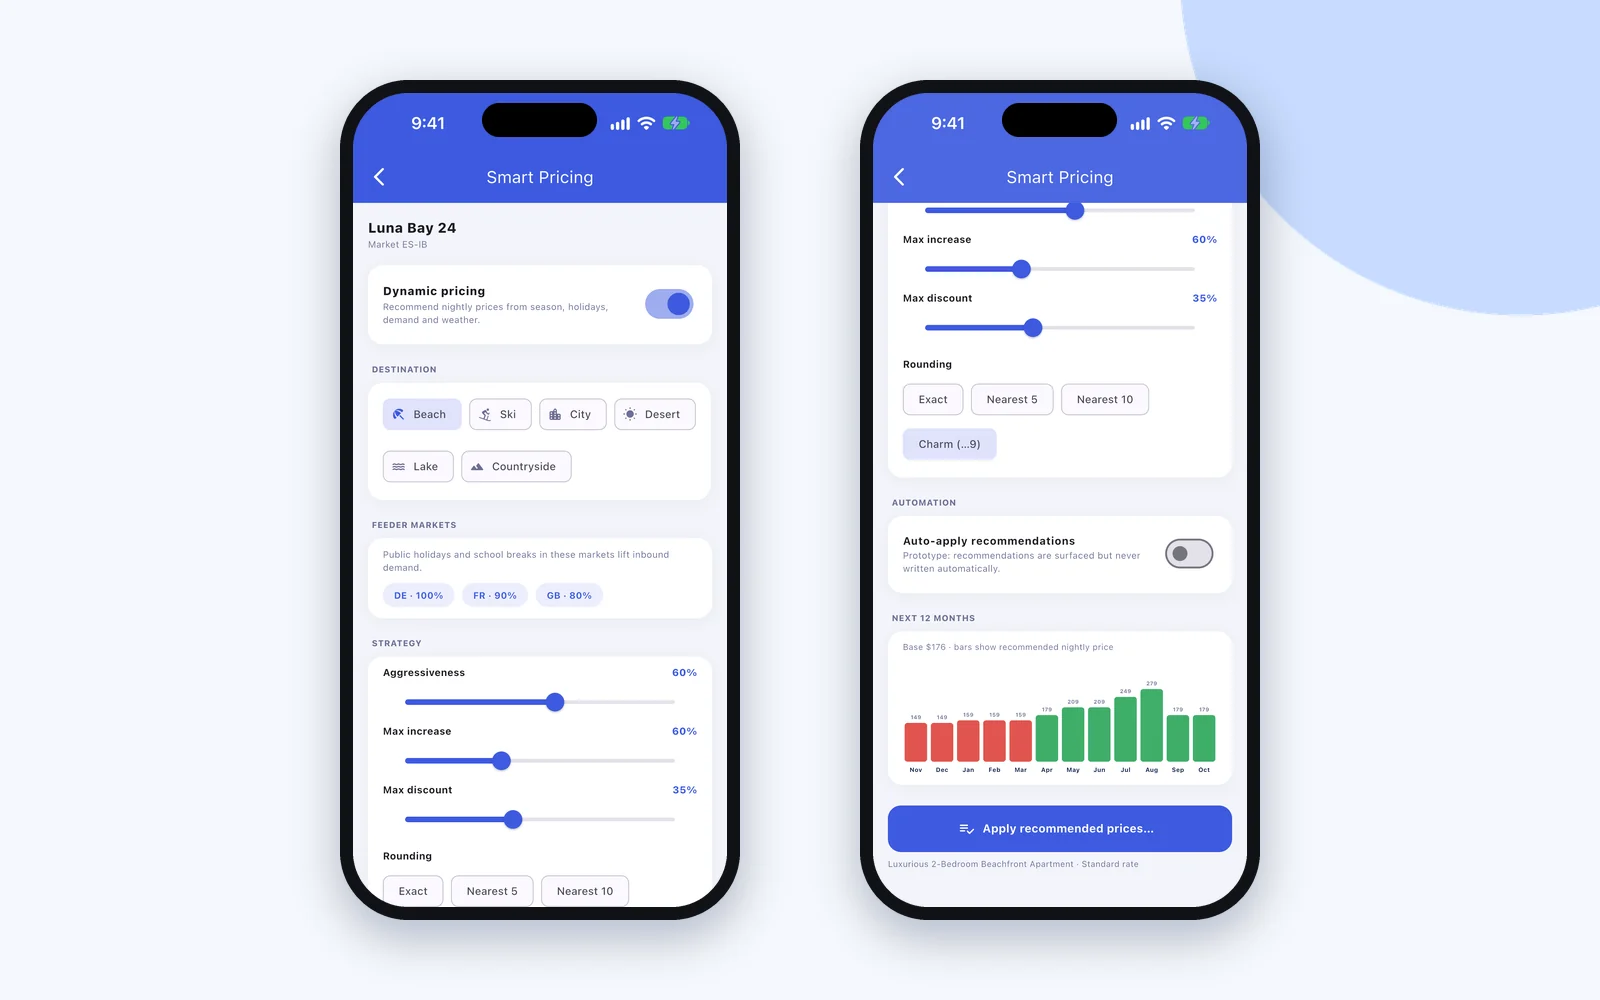 9:41
Smart Pricing
Luna Bay 24
Market ES-IB
Dynamic pricing
Recommend nightly prices from season, holidays,
demand and weather.
DESTINATION
Beach Ski City Desert
Lake Countryside
FEEDER MARKETS
Public holidays and school breaks in these markets lift inbound
demand.
DE · 100% FR · 90% GB · 80%
STRATEGY
Aggressiveness 60%
Max increase 60%
Max discount 35%
Rounding
Exact Nearest 5 Nearest 10
9:41
Smart Pricing
Max increase 60%
Max discount 35%
Rounding
Exact Nearest 5 Nearest 10
Charm (...9)
AUTOMATION
Auto-apply recommendations
Prototype: recommendations are surfaced but never
written automatically.
NEXT 12 MONTHS
Base $176 · bars show recommended nightly price
149 149 159 159 159 179 209 209 249 279 179 179
Nov Dec Jan Feb Mar Apr May Jun Jul Aug Sep Oct
Apply recommended prices...
Luxurious 2-Bedroom Beachfront Apartment · Standard rate